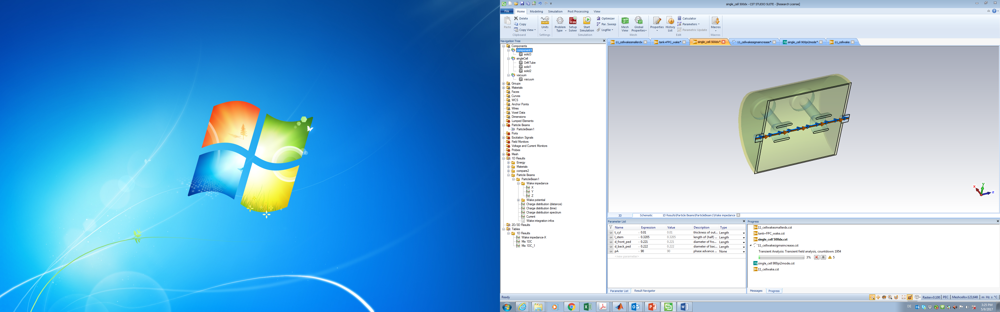 single_cell 500dx - CST STUDIO SUITE - [Research License]
File Home Modeling Simulation Post Processing View
Paste
Delete
Copy
Copy View
Clipboard
Units
Settings
Problem Type
Setup Solver
Start Simulation
Optimizer
Par. Sweep
Logfile
Simulation
Mesh View
Global Properties
Mesh
Properties
History List
Calculator
Parameters
Parametric Update
Edit
Macros
Macros
Navigation Tree
11_cellwakesmallerdx tank+FPC_wake* single_cell 500dx* 11_cellwakesigmaincrease* single_cell 900pi2mode* 11_cellwake
Components
component1
solid3
singleCell
DriftTube
solid1
solid2
vacuum
vacuum
Groups
Materials
Faces
Curves
WCS
Anchor Points
Wires
Voxel Data
Dimensions
Lumped Elements
Particle Beams
ParticleBeam1
Ports
Excitation Signals
Field Monitors
Voltage and Current Monitors
Probes
Mesh
1D Results
Energy
Materials
compare2
Particle Beams
ParticleBeam1
Wake impedance
X
Y
Z
Wake potential
Charge distribution (distance)
Charge distribution (time)
Charge distribution spectrum
Current
Wake integration infos
2D/3D Results
Tables
1D Results
Wake impedance-X
Mix 1DC
Mix 1DC_1
x y z
3D Schematic 1D Results\Particle Beams\ParticleBeam1\Wake impedance
Parameter List
Name Expression Value Description Type
t_cyl = 0.01 0.01 thickness of out... Length
l_stem = 0.3205 0.3205 length of (half) ... Length
d_front_ped = 0.221 0.221 diameter of fro... Length
d_back_ped = 0.222 0.222 diameter of bac... Length
pA = 90 90 phase advance ... None
<new parameter>
Parameter List Result Navigator
Progress
11_cellwakesmallerdx.cst
tank+FPC_wake.cst
single_cell 500dx.cst
11_cellwakesigmaincrease.cst
Transient Analysis: Transient field analysis, countdown: 1954
3% 5
single_cell 900pi2mode.cst
11_cellwake.cst
Messages Progress
Ready
Raster=0.100 PEC Meshcells=123,648 m Hz s °C
DE
3:25 PM
5/9/2017